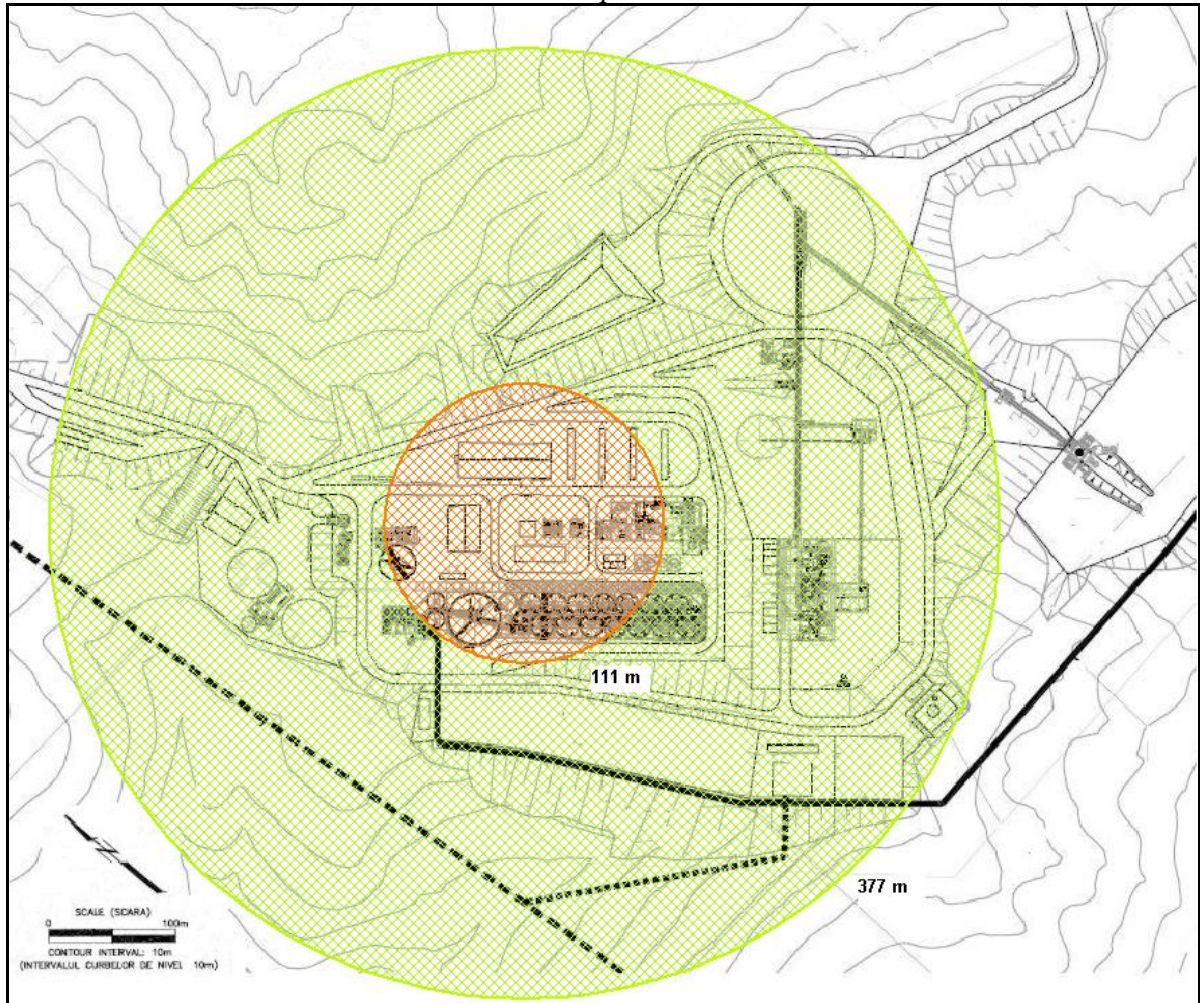 111 m
377 m
N
SCALE (SCARA)
0 100m
CONTOUR INTERVAL: 10m
(INTERVALUL CURBELOR DE NIVEL 10m)